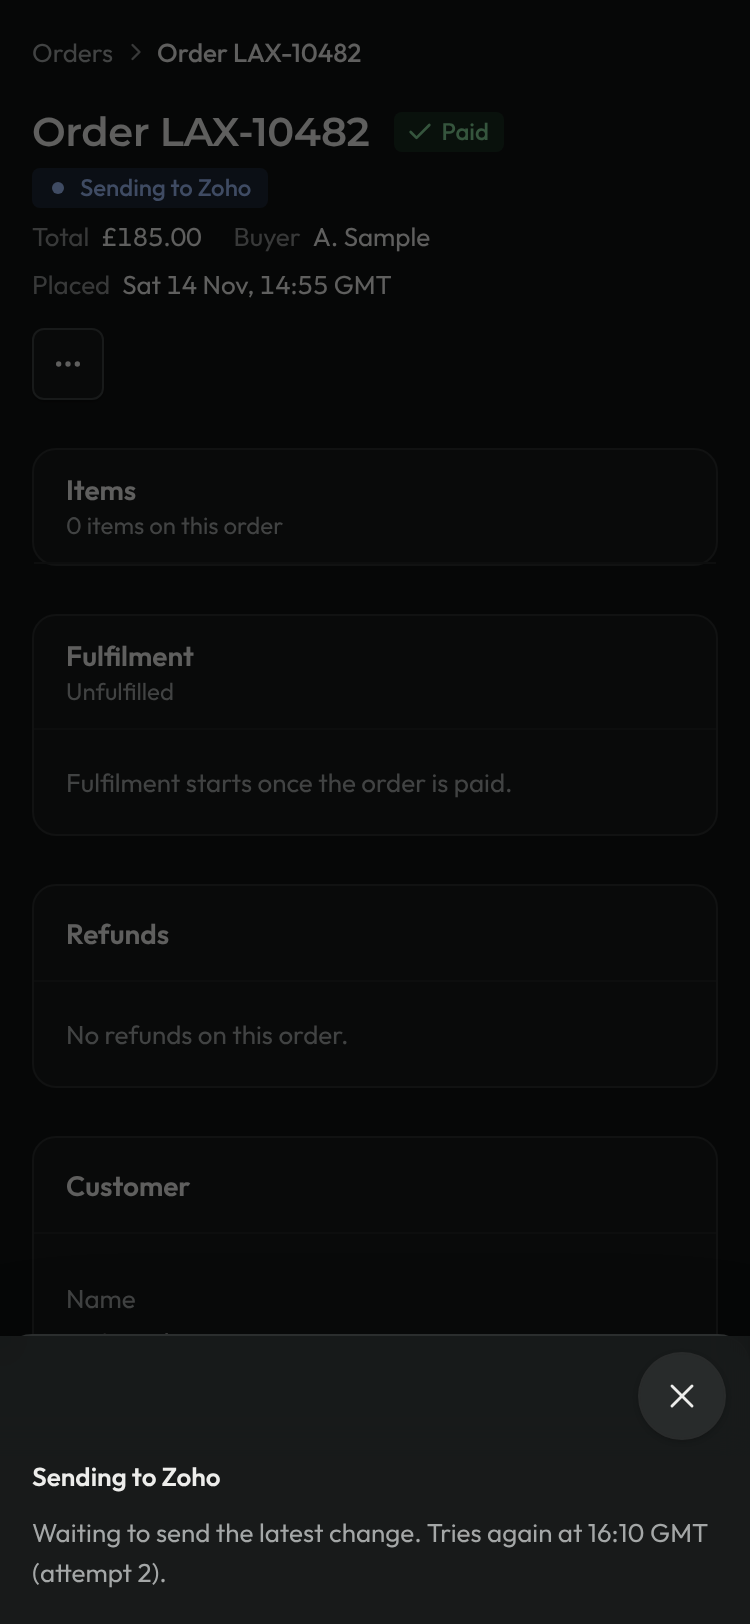 Orders > Order LAX-10482
Order LAX-10482 Paid
Sending to Zoho
Total £185.00 Buyer A. Sample
Placed Sat 14 Nov, 14:55 GMT
Items
0 items on this order
Fulfilment
Unfulfilled
Fulfilment starts once the order is paid.
Refunds
No refunds on this order.
Customer
Name
Sending to Zoho
Waiting to send the latest change. Tries again at 16:10 GMT
(attempt 2).